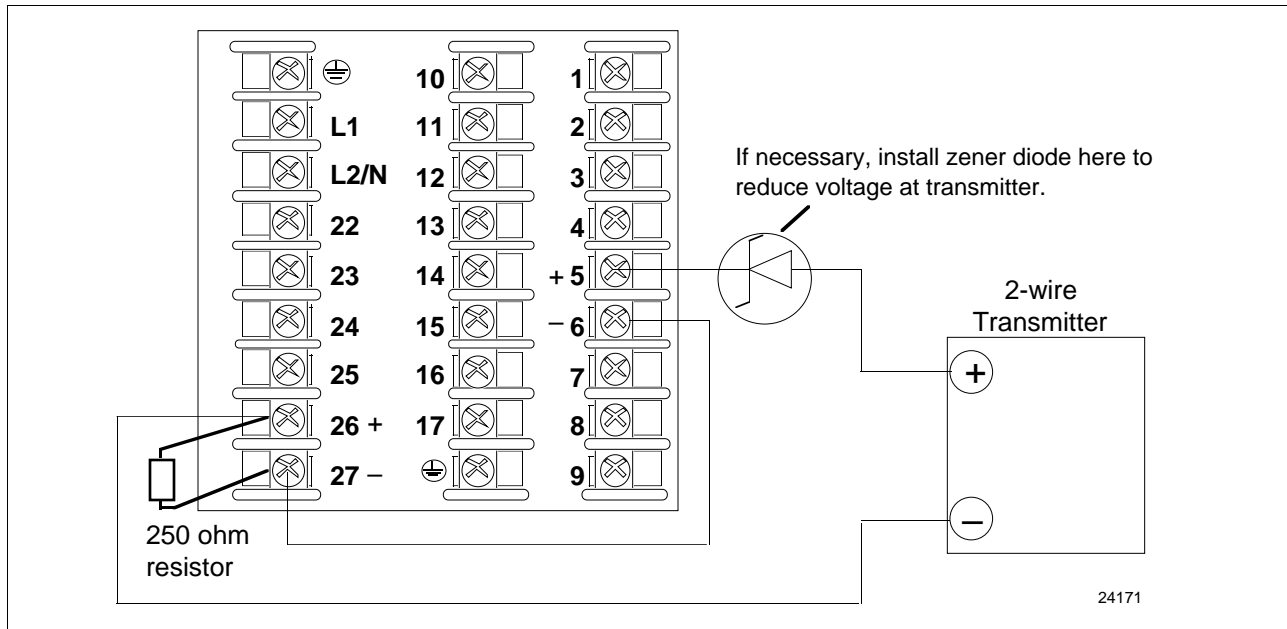 10 1
L1 11 2
L2/N 12 3
22 13 4
23 14 + 5
24 15 – 6
25 16 7
26 + 17 8
27 – 9
If necessary, install zener diode here to
reduce voltage at transmitter.
2-wire
Transmitter
+
–
250 ohm
resistor
24171